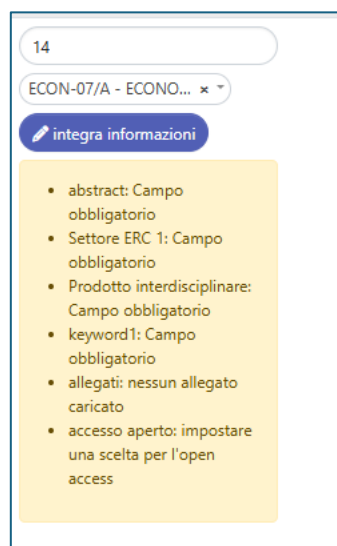 14
ECON-07/A - ECONO... ×
integra informazioni
abstract: Campo
obbligatorio
Settore ERC 1: Campo
obbligatorio
Prodotto interdisciplinare:
Campo obbligatorio
keyword1: Campo
obbligatorio
allegati: nessun allegato
caricato
accesso aperto: impostare
una scelta per l'open
access